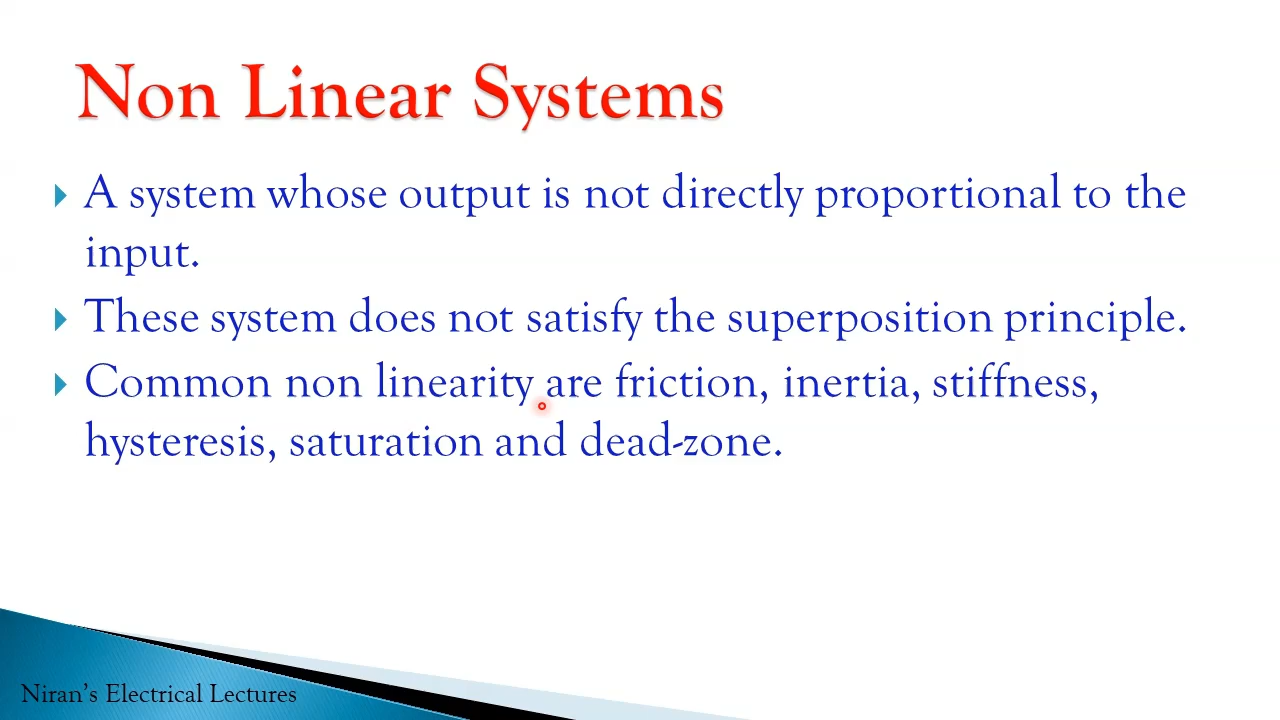 Non Linear Systems
A system whose output is not directly proportional to the
input.
These system does not satisfy the superposition principle.
Common non linearity are friction, inertia, stiffness,
hysteresis, saturation and dead-zone.
Niran's Electrical Lectures